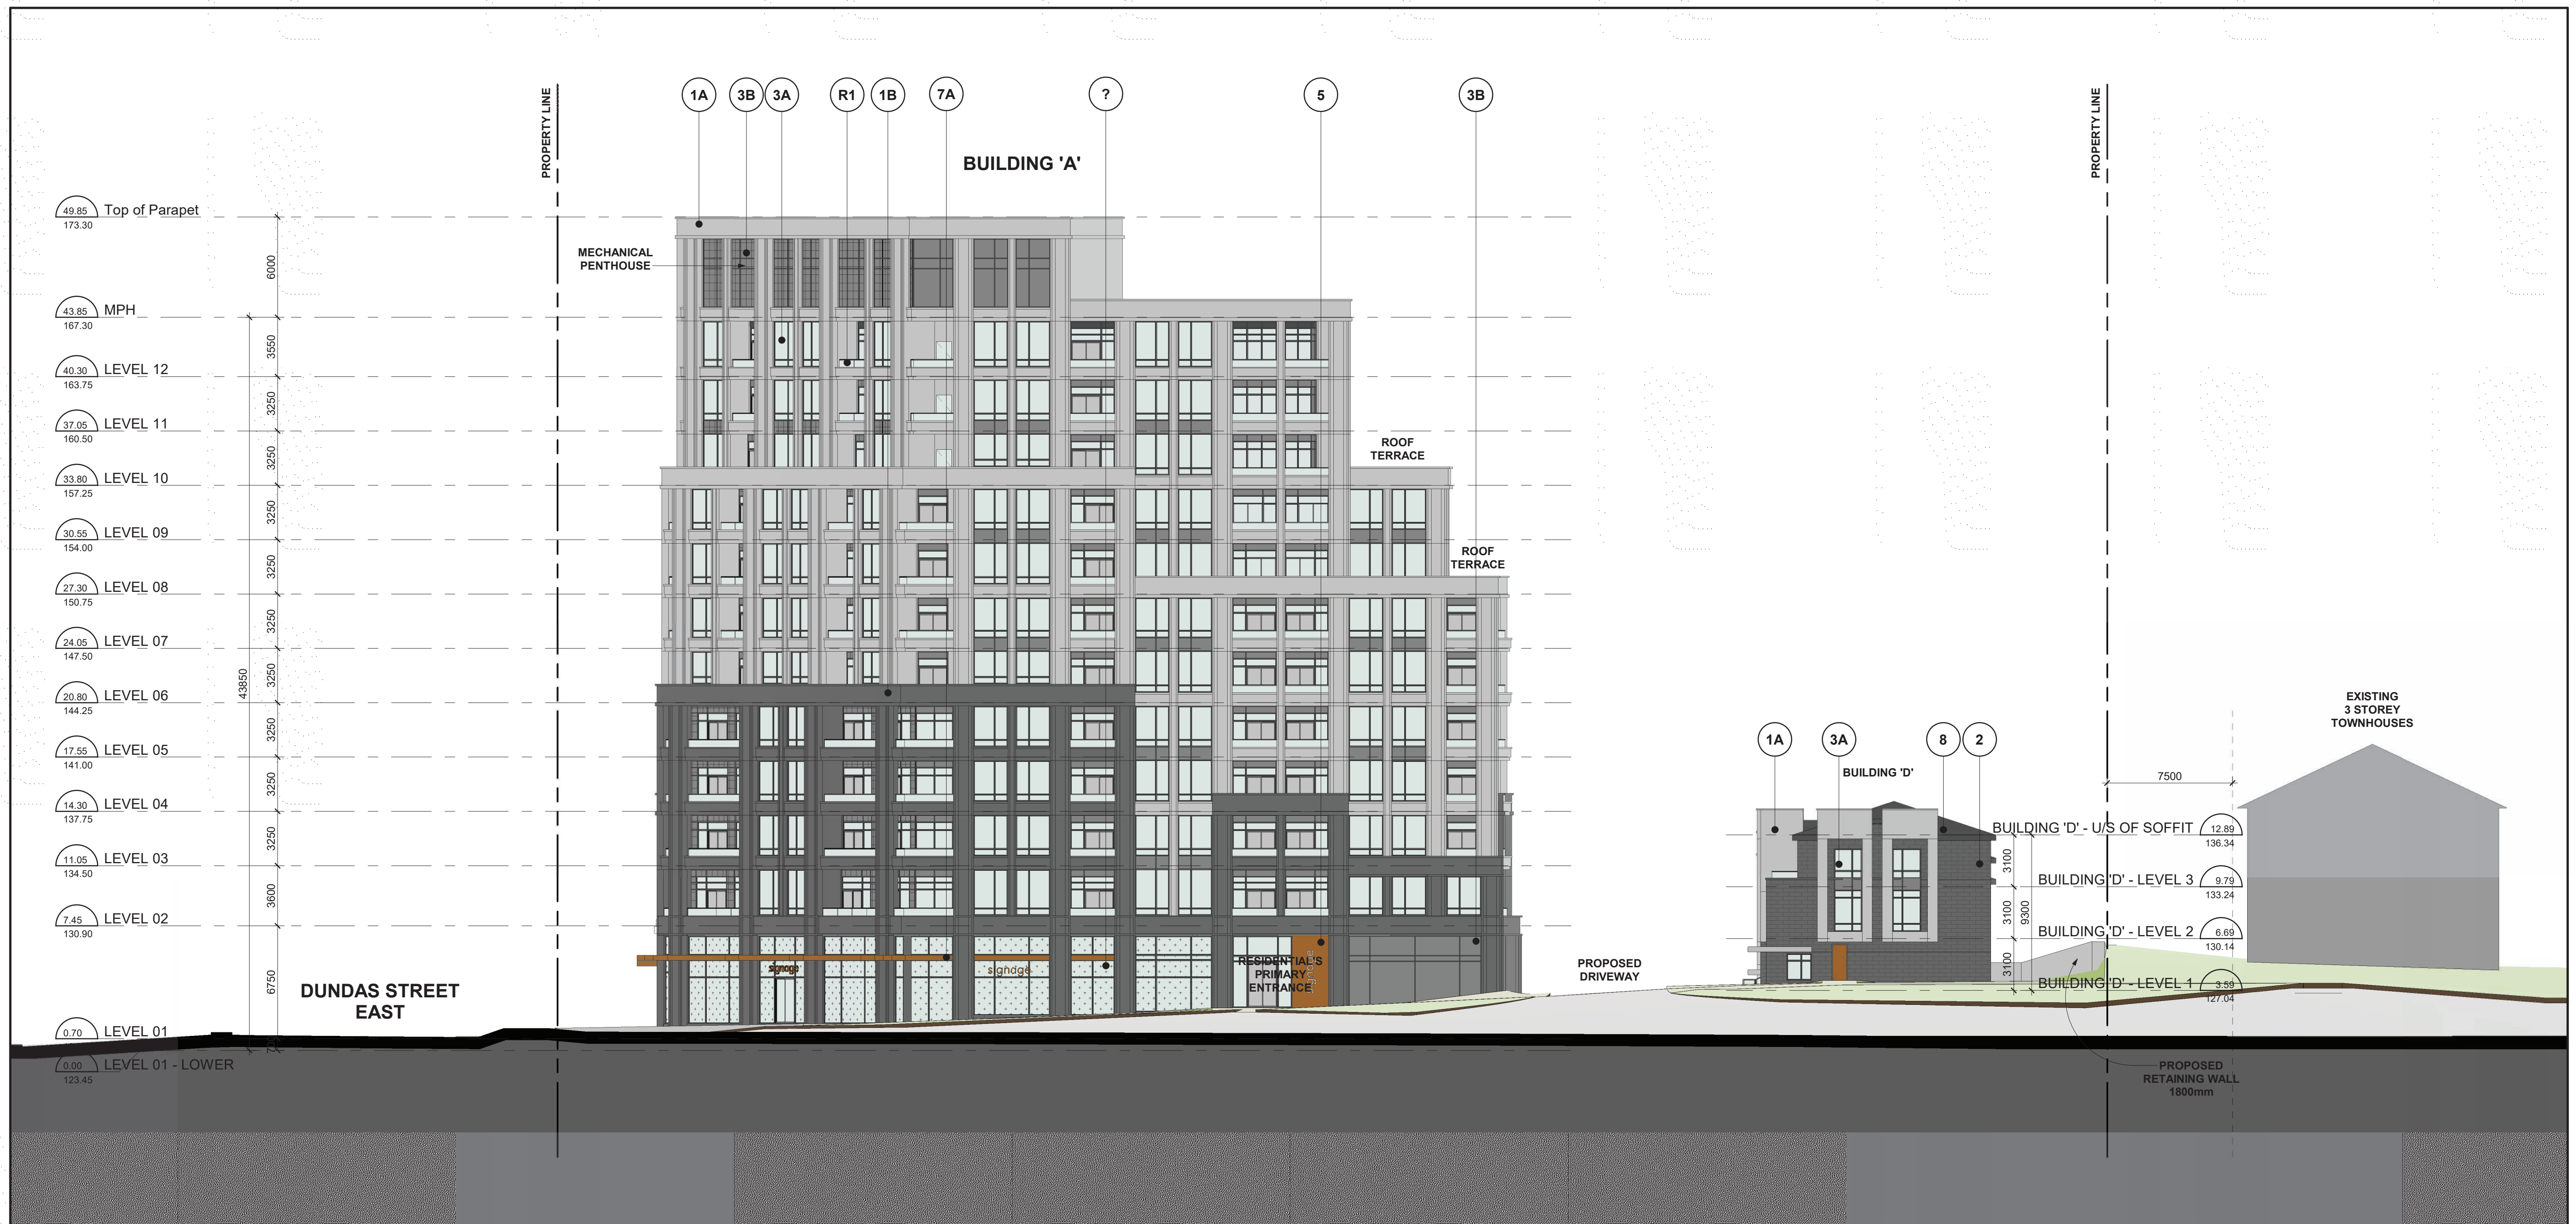 1A 3B 3A R1 1B 7A ? 5 3B
PROPERTY LINE
PROPERTY LINE
BUILDING 'A'
49.85 Top of Parapet
173.30
6000
MECHANICAL
PENTHOUSE
43.85 MPH
167.30
3550
40.30 LEVEL 12
163.75
3250
37.05 LEVEL 11
160.50
3250
33.80 LEVEL 10
157.25
3250
30.55 LEVEL 09
154.00
3250
27.30 LEVEL 08
150.75
3250
24.05 LEVEL 07
147.50
3250
20.80 LEVEL 06
144.25
3250
17.55 LEVEL 05
141.00
3250
14.30 LEVEL 04
137.75
3250
11.05 LEVEL 03
134.50
3600
7.45 LEVEL 02
130.90
6750
0.70 LEVEL 01
0.00 LEVEL 01 - LOWER
123.45
43850
DUNDAS STREET
EAST
ROOF
TERRACE
ROOF
TERRACE
signage
signage
signage
RESIDENTIAL'S
PRIMARY
ENTRANCE
PROPOSED
DRIVEWAY
1A 3A 8 2
BUILDING 'D'
EXISTING
3 STOREY
TOWNHOUSES
7500
BUILDING 'D' - U/S OF SOFFIT 12.89
136.34
3100
BUILDING 'D' - LEVEL 3 9.79
133.24
3100
9300
BUILDING 'D' - LEVEL 2 6.69
130.14
3100
BUILDING 'D' - LEVEL 1 3.59
127.04
PROPOSED
RETAINING WALL
1800mm